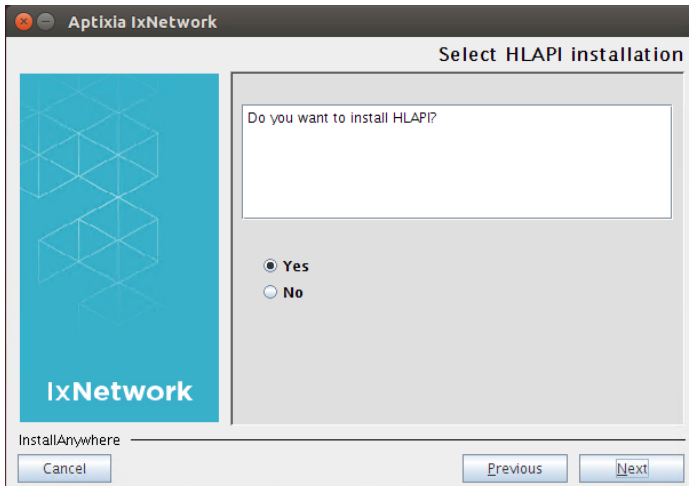 Aptixia IxNetwork
Select HLAPI installation
Do you want to install HLAPI?
Yes
No
IxNetwork
InstallAnywhere
Cancel
Previous
Next